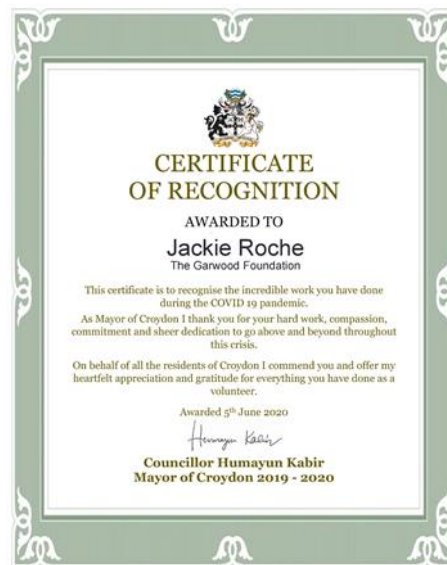 CERTIFICATE
OF RECOGNITION
AWARDED TO
Jackie Roche
The Garwood Foundation
This certificate is to recognise the incredible work you have done
during the COVID 19 pandemic.
As Mayor of Croydon I thank you for your hard work, compassion,
commitment and sheer dedication to go above and beyond throughout
this crisis.
On behalf of all the residents of Croydon I commend you and offer my
heartfelt appreciation and gratitude for everything you have done as a
volunteer.
Awarded 5th June 2020
Humayun Kabir
Councillor Humayun Kabir
Mayor of Croydon 2019 - 2020